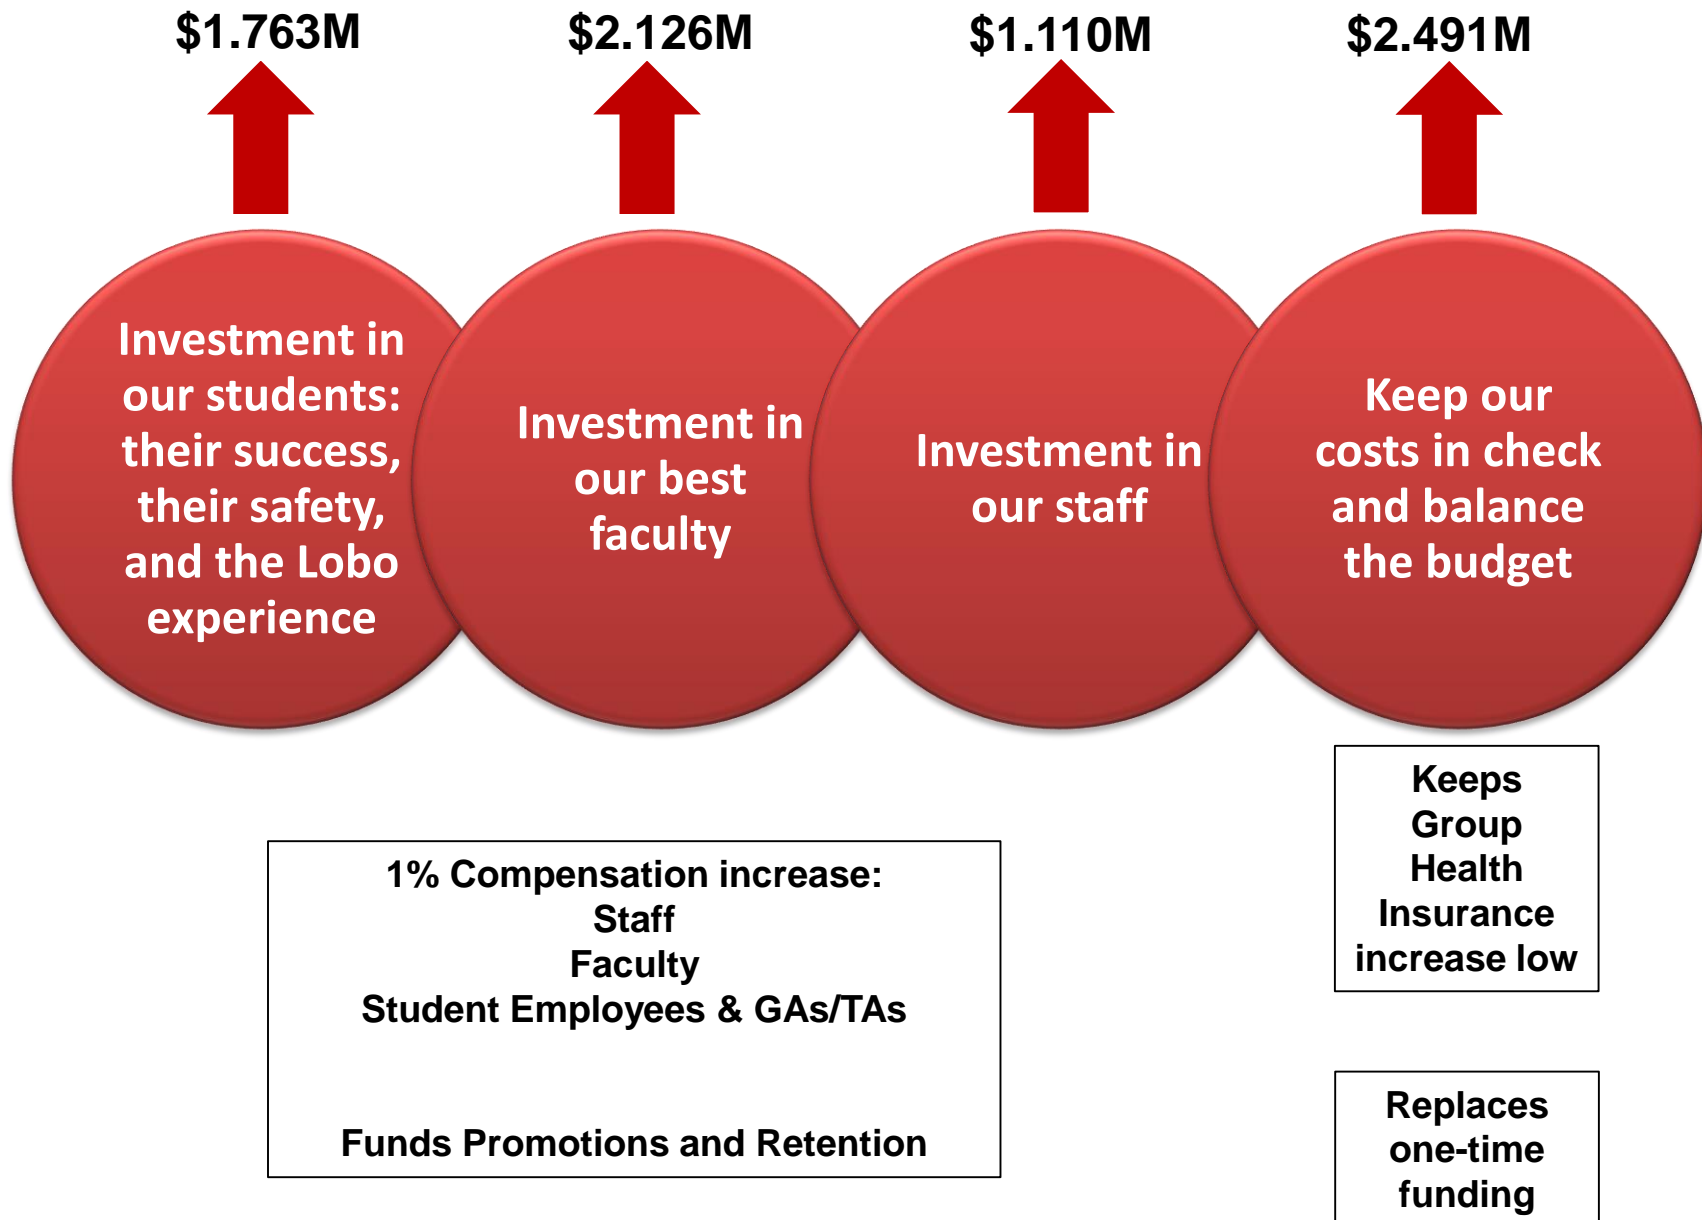 $1.763M
$2.126M
$1.110M
$2.491M
Investment in
our students:
their success,
their safety,
and the Lobo
experience
Investment in
our best
faculty
Investment in
our staff
Keep our
costs in check
and balance
the budget
1% Compensation increase:
Staff
Faculty
Student Employees & GAs/TAs
Funds Promotions and Retention
Keeps
Group
Health
Insurance
increase low
Replaces
one-time
funding